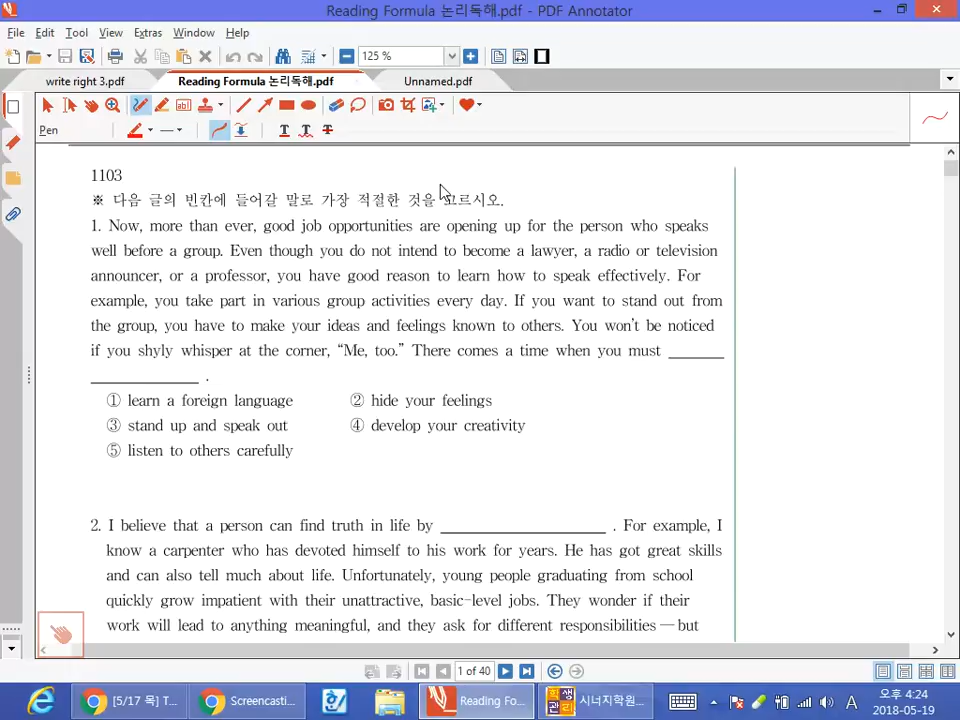 Reading Formula 논리독해.pdf - PDF Annotator
File Edit Tool View Extras Window Help
125 %
write right 3.pdf Reading Formula 논리독해.pdf Unnamed.pdf
Pen
1103
※ 다음 글의 빈칸에 들어갈 말로 가장 적절한 것을 고르시오.
1. Now, more than ever, good job opportunities are opening up for the person who speaks
well before a group. Even though you do not intend to become a lawyer, a radio or television
announcer, or a professor, you have good reason to learn how to speak effectively. For
example, you take part in various group activities every day. If you want to stand out from
the group, you have to make your ideas and feelings known to others. You won't be noticed
if you shyly whisper at the corner, “Me, too.” There comes a time when you must ______
____________ .
① learn a foreign language ② hide your feelings
③ stand up and speak out ④ develop your creativity
⑤ listen to others carefully
2. I believe that a person can find truth in life by __________________ . For example, I
know a carpenter who has devoted himself to his work for years. He has got great skills
and can also tell much about life. Unfortunately, young people graduating from school
quickly grow impatient with their unattractive, basic-level jobs. They wonder if their
work will lead to anything meaningful, and they ask for different responsibilities — but
1 of 40
[5/17 목] T... Screencasti... Reading Fo... 학생관리 시너지학원... A 오후 4:24
2018-05-19